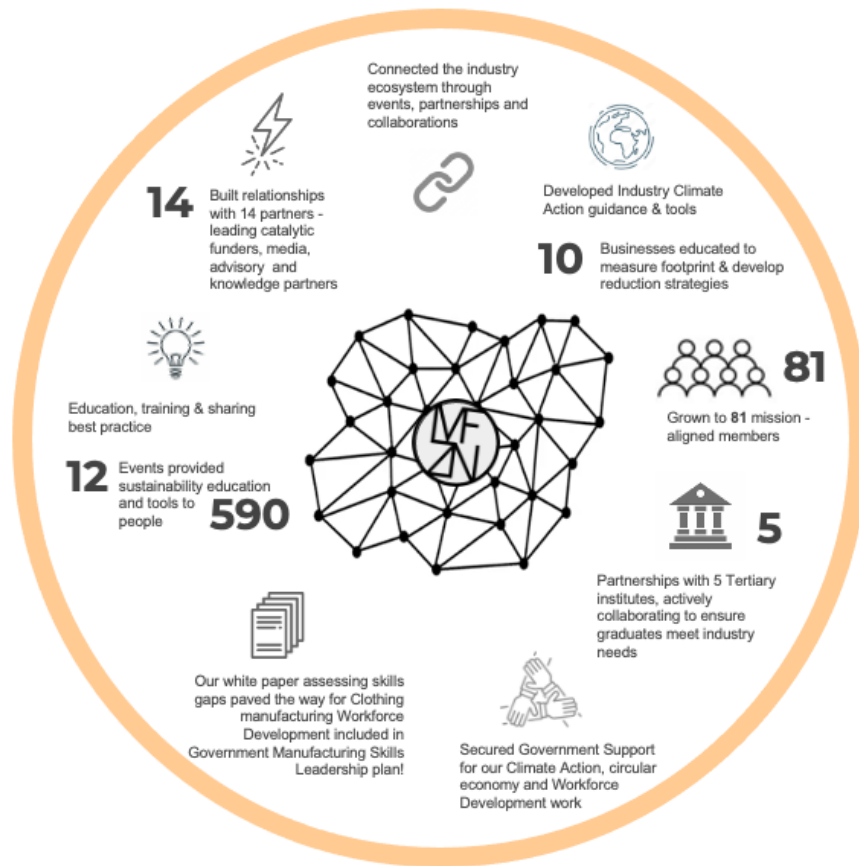 Connected the industry
ecosystem through
events, partnerships and
collaborations
14
Built relationships
with 14 partners -
leading catalytic
funders, media,
advisory and
knowledge partners
Developed Industry Climate
Action guidance & tools
10
Businesses educated to
measure footprint & develop
reduction strategies
Education, training & sharing
best practice
12
Events provided
sustainability education
and tools to
people
590
81
Grown to 81 mission -
aligned members
5
Partnerships with 5 Tertiary
institutes, actively
collaborating to ensure
graduates meet industry
needs
Our white paper assessing skills
gaps paved the way for Clothing
manufacturing Workforce
Development included in
Government Manufacturing Skills
Leadership plan!
Secured Government Support
for our Climate Action, circular
economy and Workforce
Development work